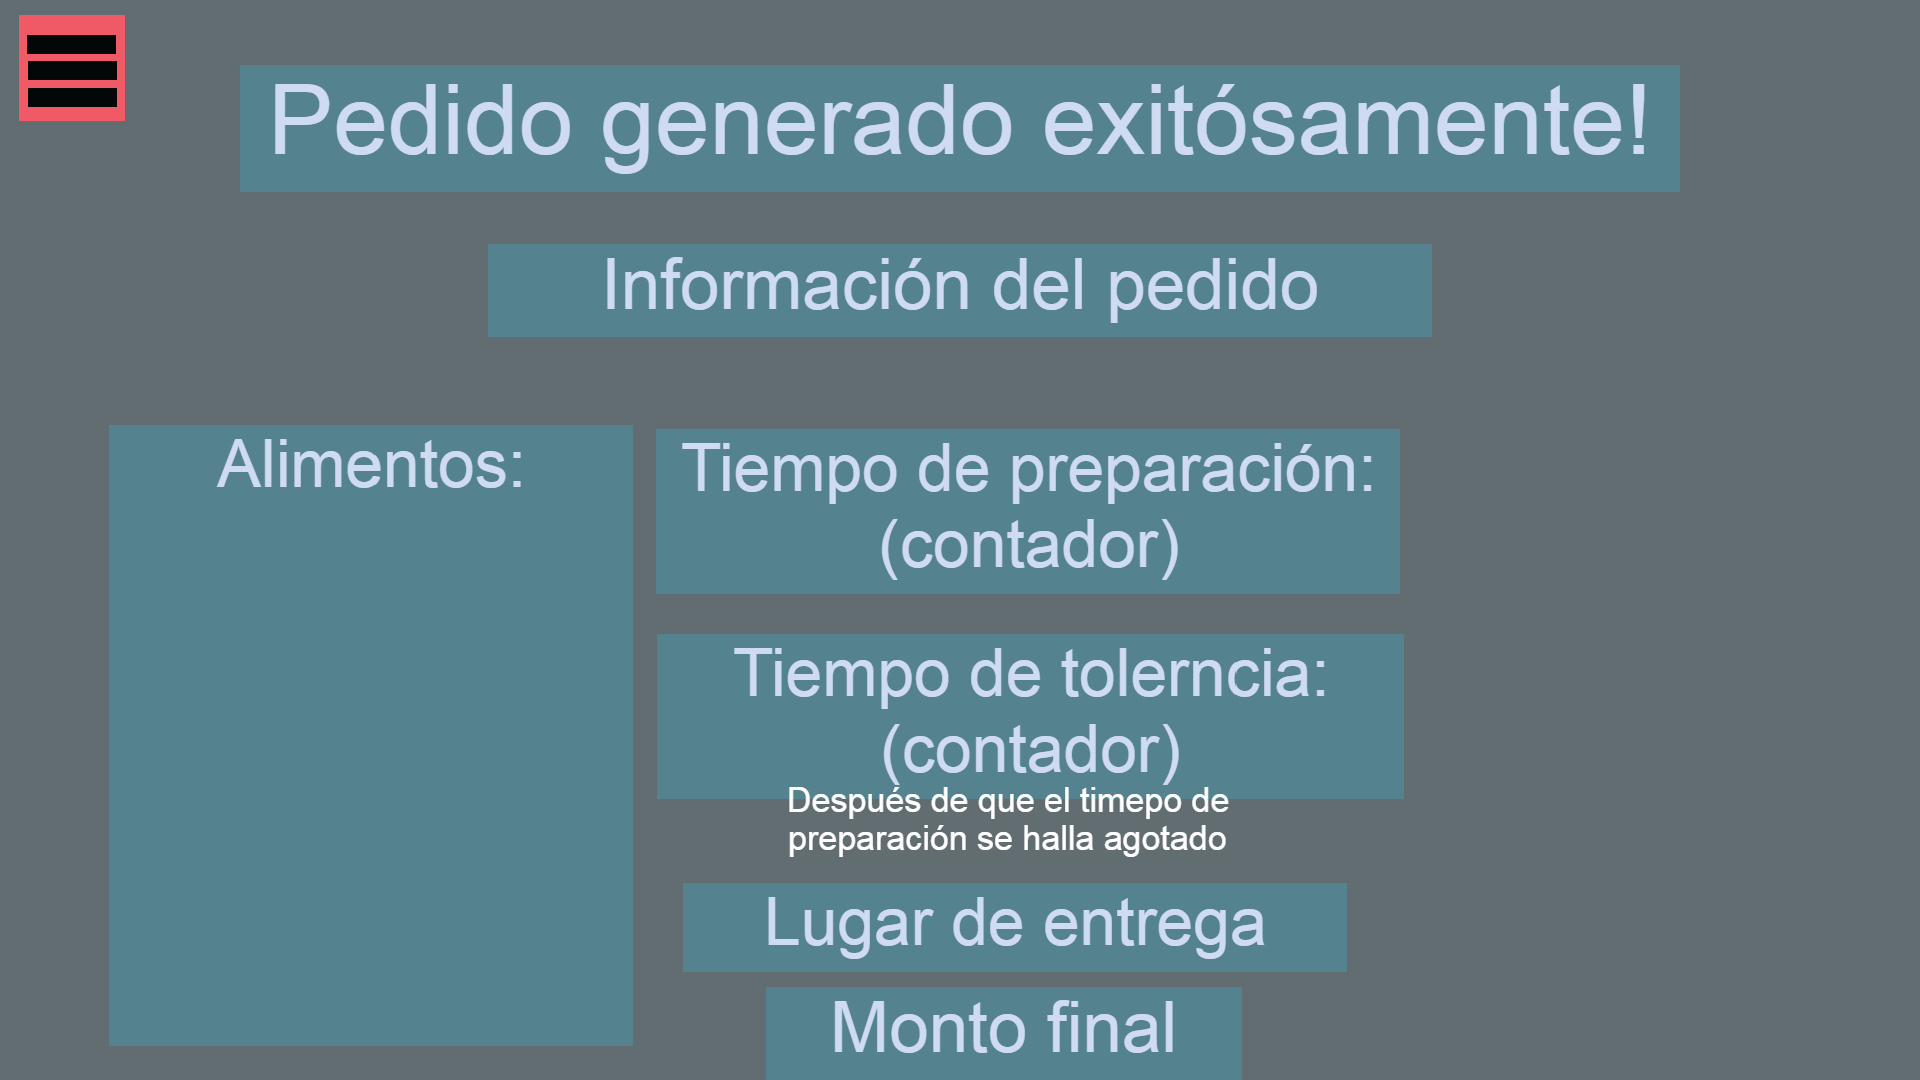 Pedido generado exitósamente!
Información del pedido
Alimentos:
Tiempo de preparación:
(contador)
Tiempo de tolerncia:
(contador)
Después de que el timepo de
preparación se halla agotado
Lugar de entrega
Monto final